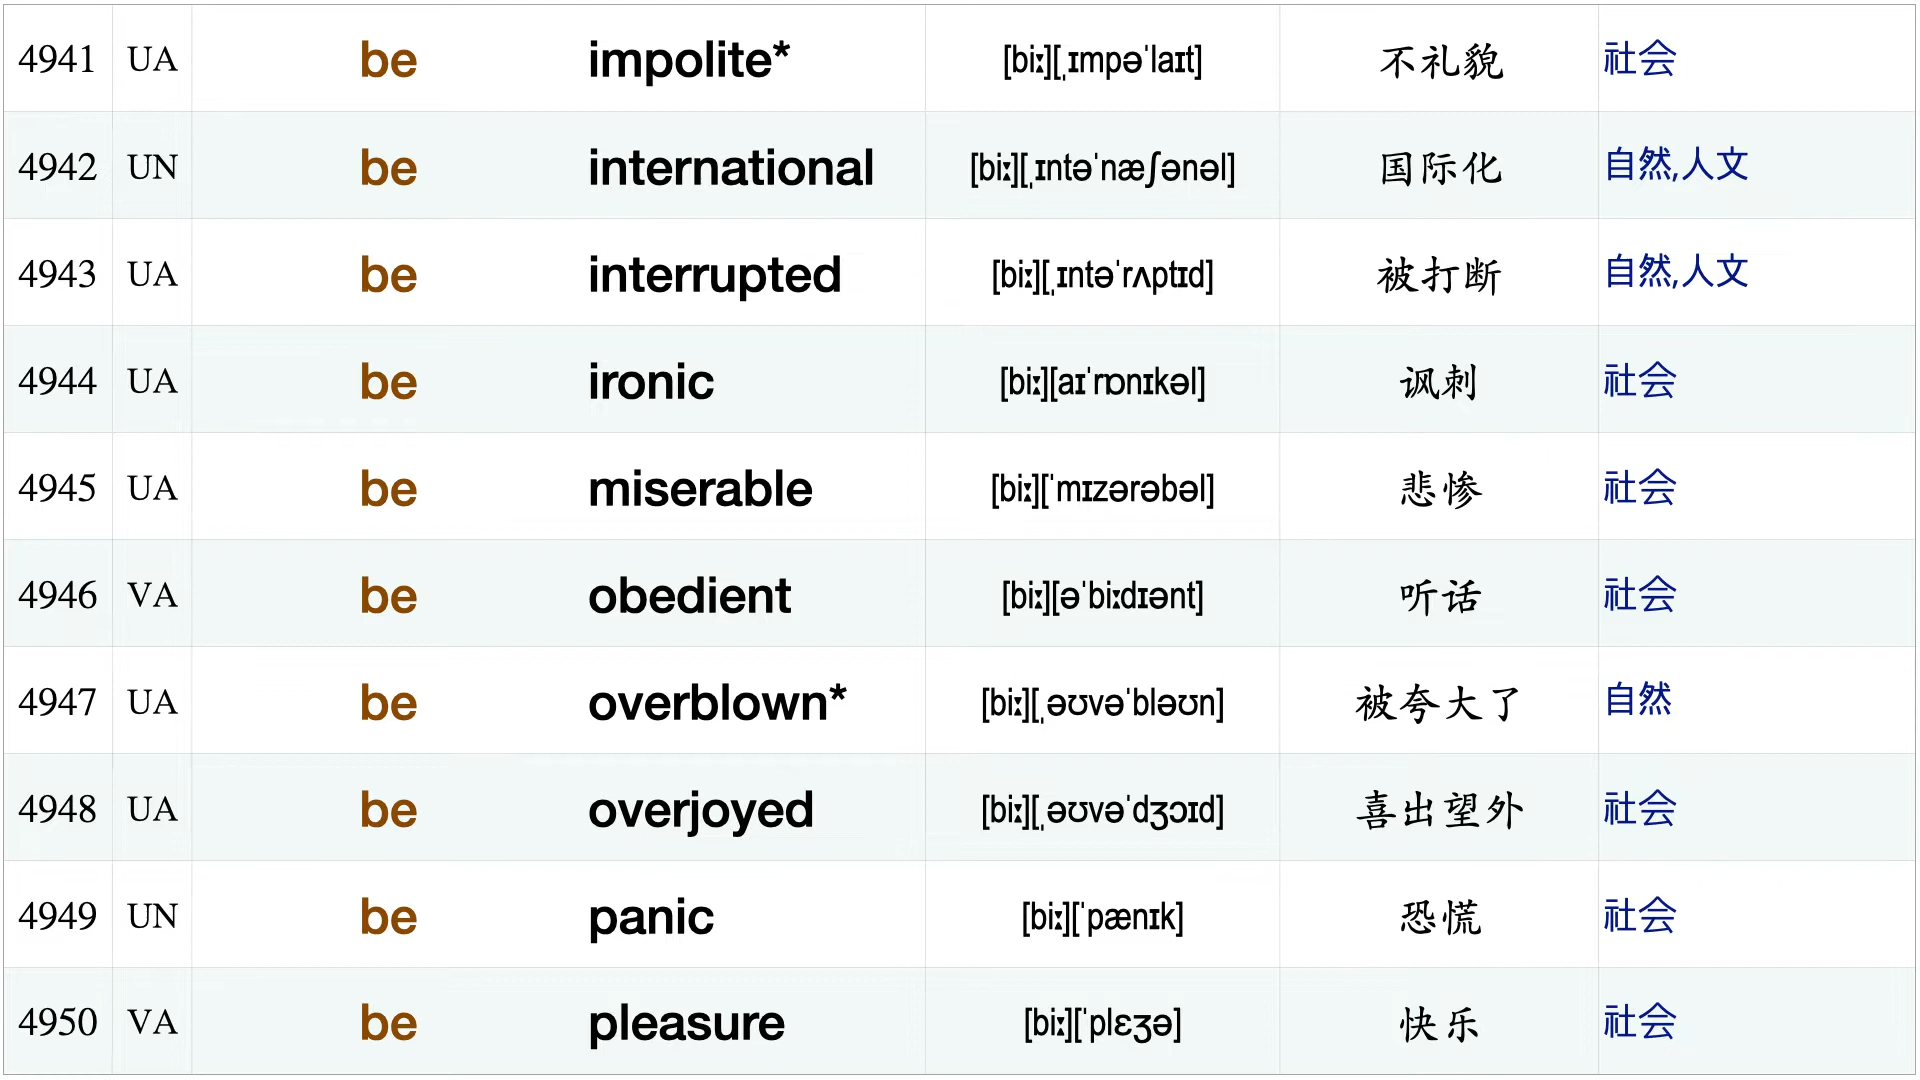 4941 UA be impolite* [biː][ˌɪmpəˈlaɪt] 不礼貌 社会
4942 UN be international [biː][ˌɪntəˈnæʃənəl] 国际化 自然,人文
4943 UA be interrupted [biː][ˌɪntəˈrʌptɪd] 被打断 自然,人文
4944 UA be ironic [biː][aɪˈrɒnɪkəl] 讽刺 社会
4945 UA be miserable [biː][ˈmɪzərəbəl] 悲惨 社会
4946 VA be obedient [biː][əˈbiːdɪənt] 听话 社会
4947 UA be overblown* [biː][ˌəʊvəˈbləʊn] 被夸大了 自然
4948 UA be overjoyed [biː][ˌəʊvəˈdʒɔɪd] 喜出望外 社会
4949 UN be panic [biː][ˈpænɪk] 恐慌 社会
4950 VA be pleasure [biː][ˈplɛʒə] 快乐 社会